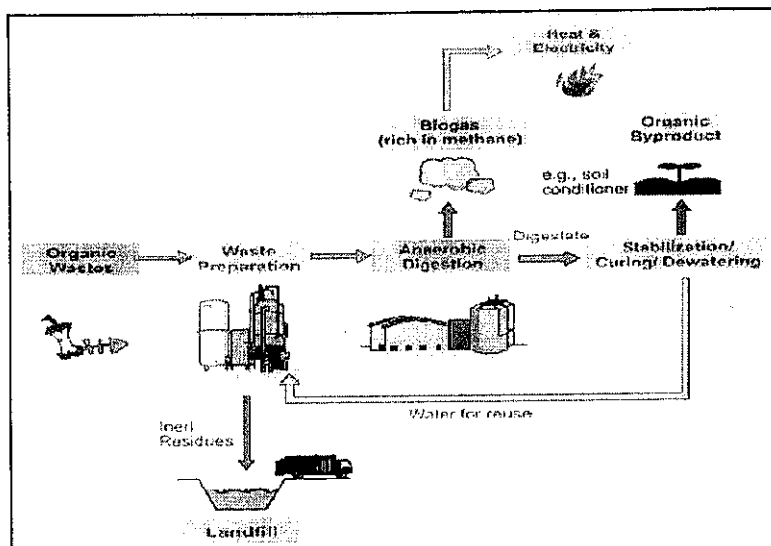 Heat &
Electricity
Biogas
(rich in methane)
Organic
Byproduct
e.g., soil
conditioner
Organic
Wastes
Waste
Preparation
Anaerobic
Digestion
Digestate
Stabilization/
Curing/Dewatering
Water for reuse
Inert
Residues
Landfill